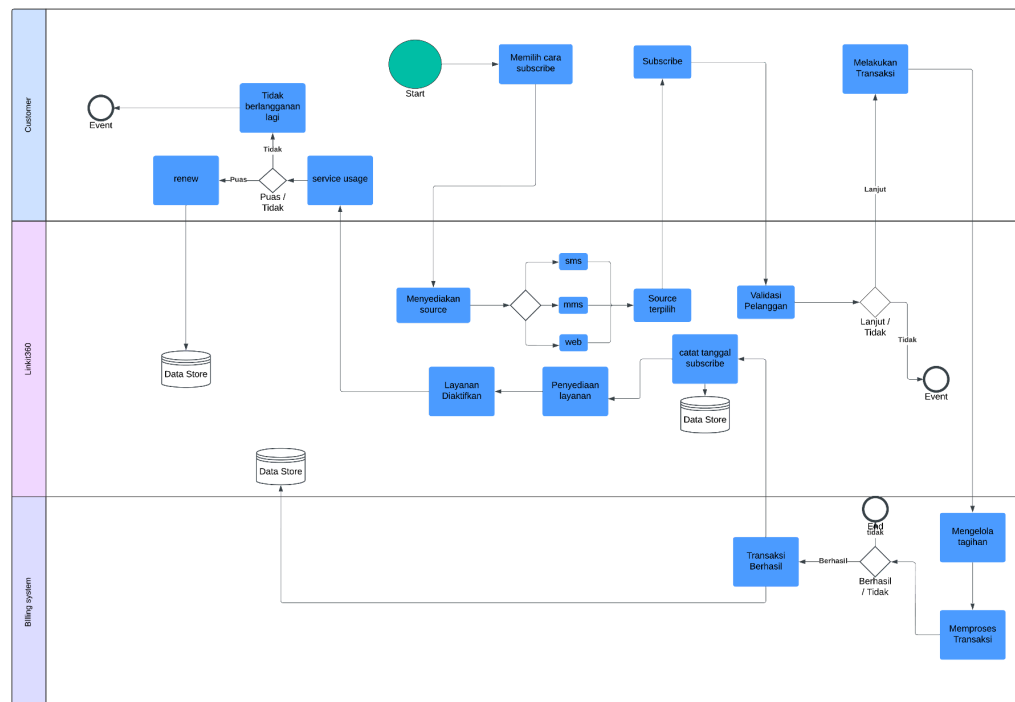 Customer
Start
Memilih cara
subscribe
Subscribe
Melakukan
Transaksi
Tidak
berlangganan
lagi
Event
Tidak
renew
Puas
Puas /
Tidak
service usage
Lanjut
Linkit360
Menyediakan
source
sms
mms
web
Source
terpilih
Validasi
Pelanggan
Lanjut /
Tidak
Tidak
Event
catat tanggal
subscribe
Data Store
Penyediaan
layanan
Layanan
Diaktifkan
Data Store
Data Store
Billing system
End
tidak
Mengelola
tagihan
Transaksi
Berhasil
Berhasil
Berhasil
/ Tidak
Memproses
Transaksi